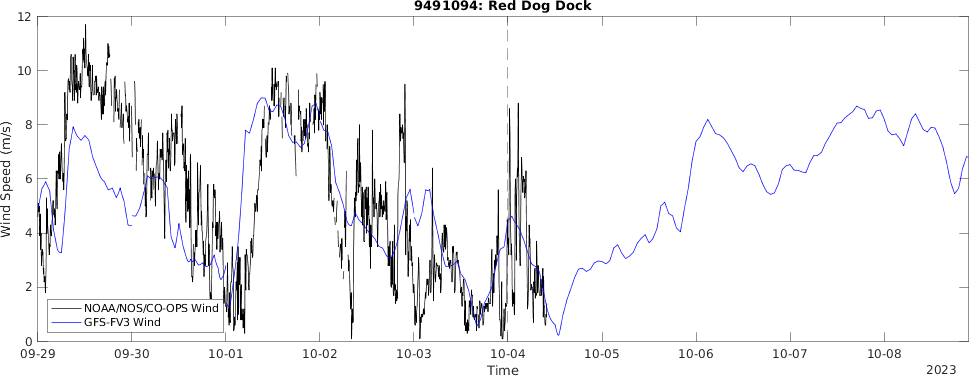 9491094: Red Dog Dock
Wind Speed (m/s)
12
10
8
6
4
2
0
NOAA/NOS/CO-OPS Wind
GFS-FV3 Wind
09-29 09-30 10-01 10-02 10-03 10-04 10-05 10-06 10-07 10-08
Time
2023